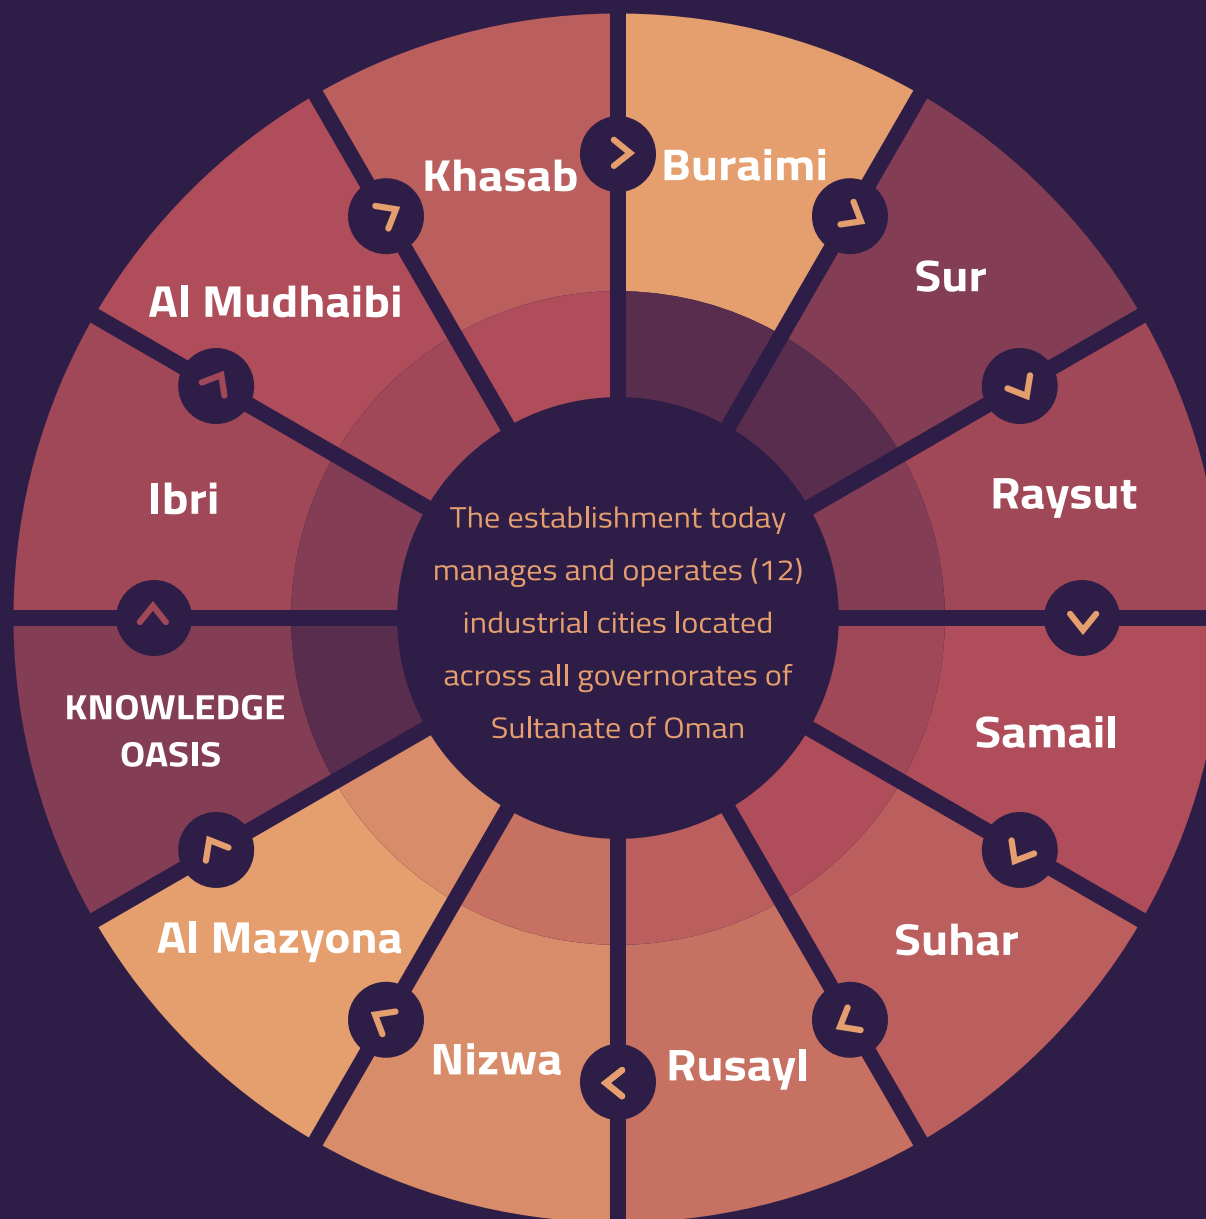 Khasab
Buraimi
Sur
Raysut
Samail
Suhar
Rusayl
Nizwa
Al Mazyona
KNOWLEDGE
OASIS
Ibri
Al Mudhaibi
The establishment today
manages and operates (12)
industrial cities located
across all governorates of
Sultanate of Oman